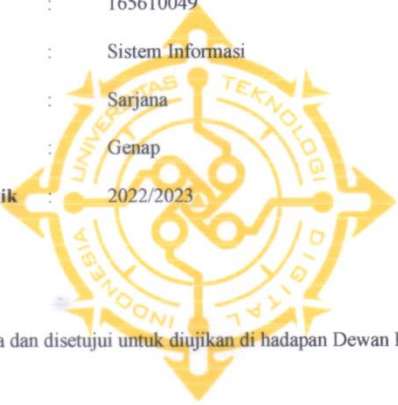 : 165610049
: Sistem Informasi
: Sarjana
: Genap
ik : 2022/2023
UNIVERSITAS TEKNOLOGI DIGITAL INDONESIA
a dan disetujui untuk diujikan di hadapan Dewan